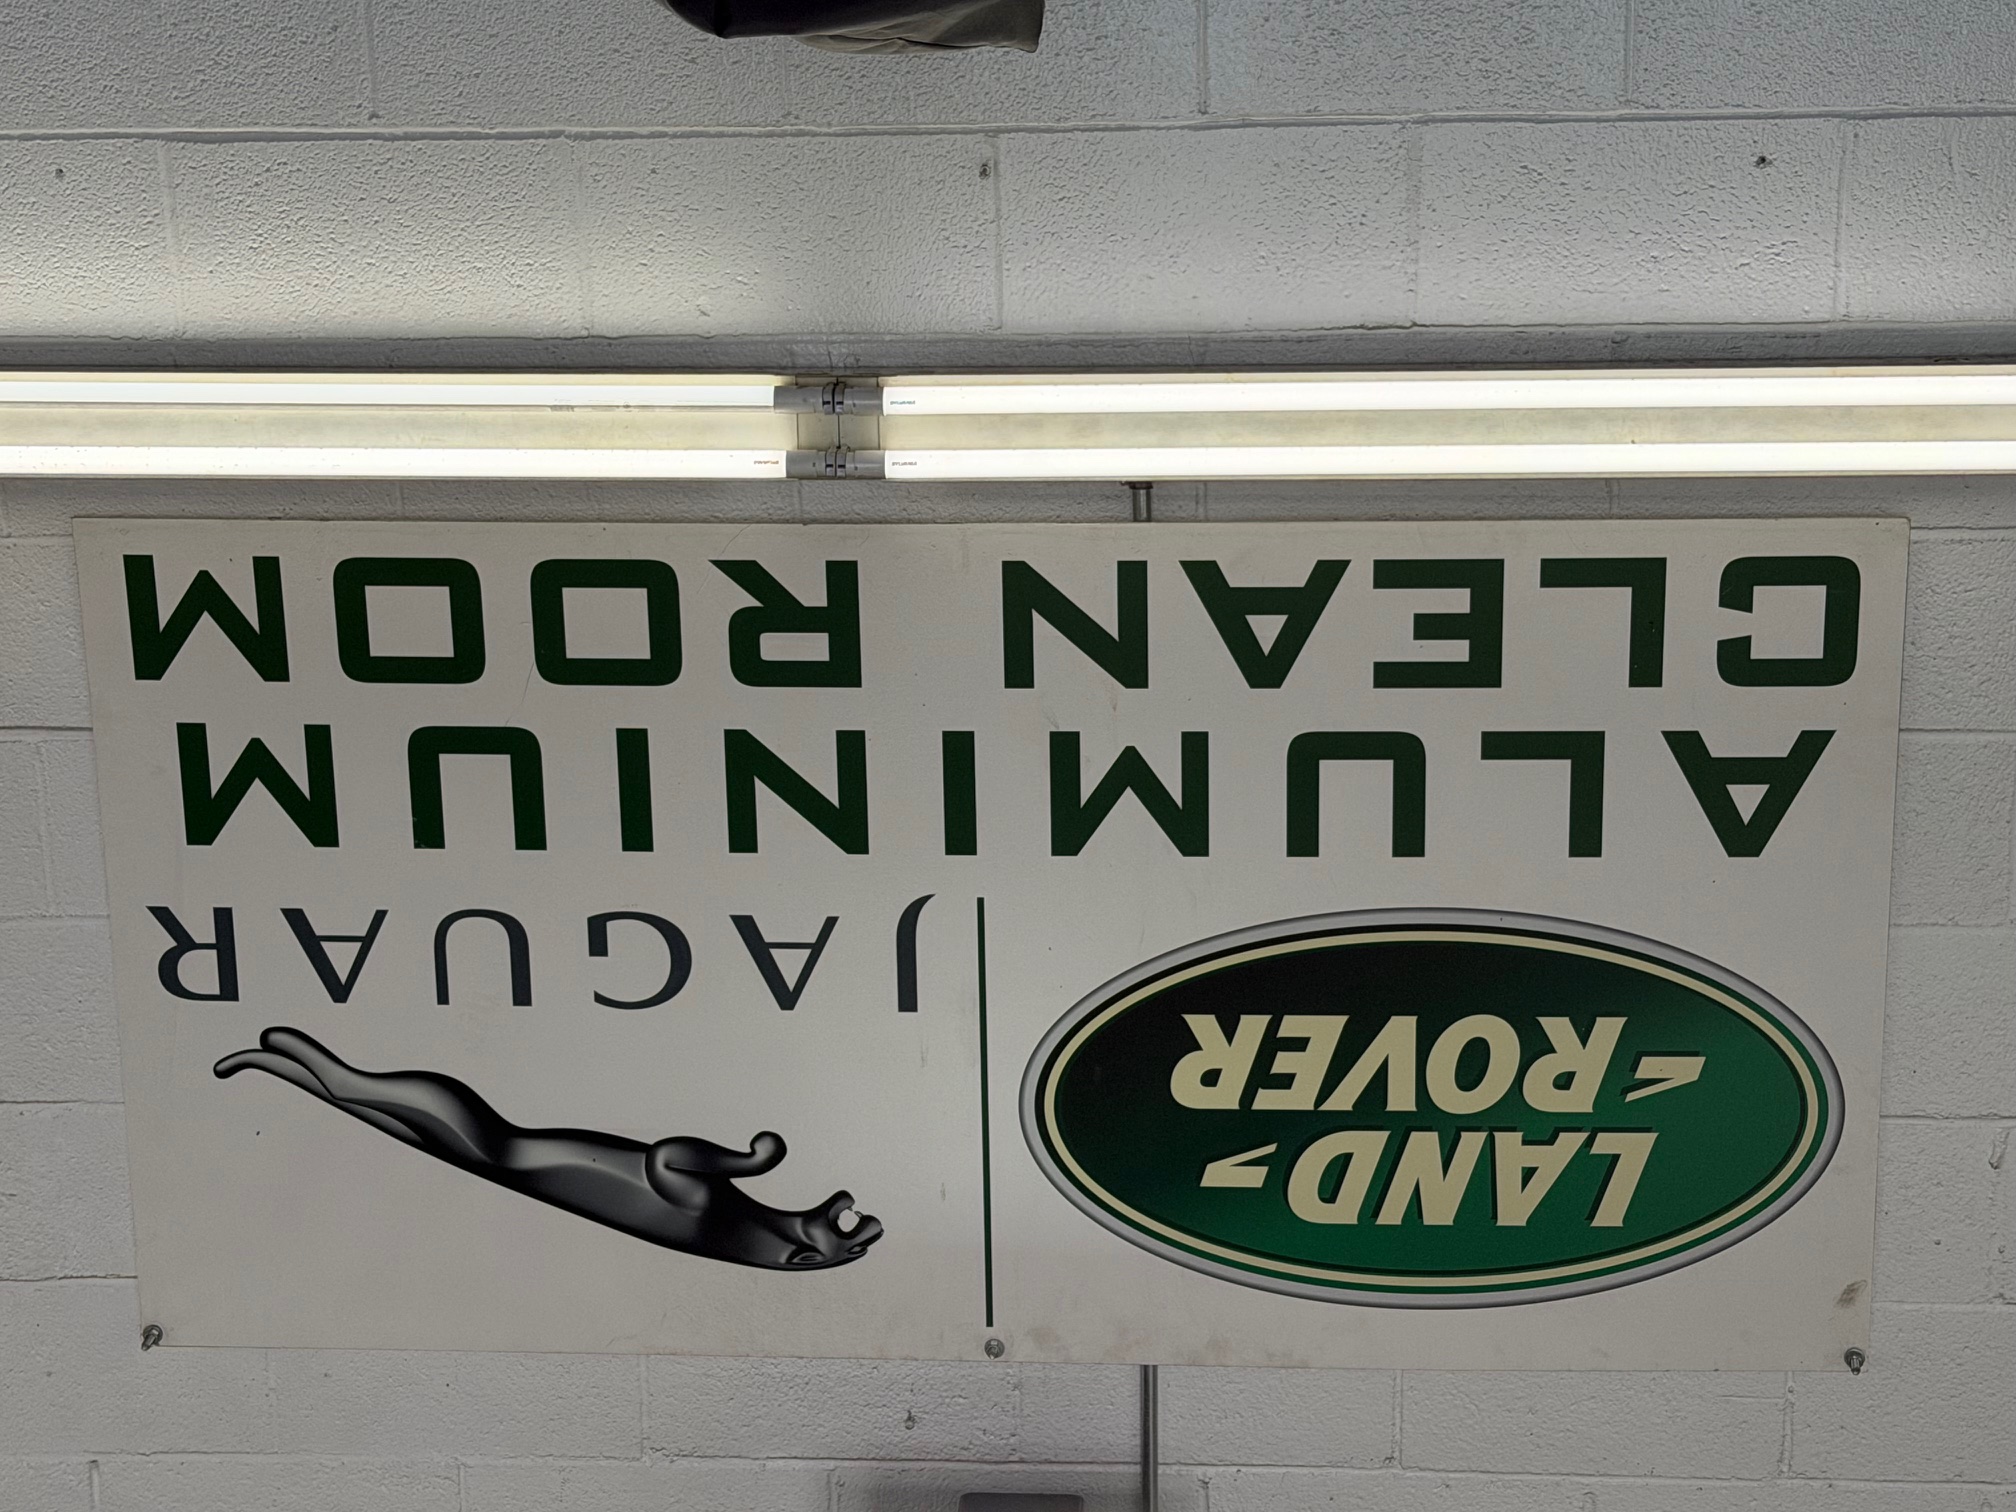 LAND-
-ROVER
JAGUAR
ALUMINIUM
CLEAN ROOM